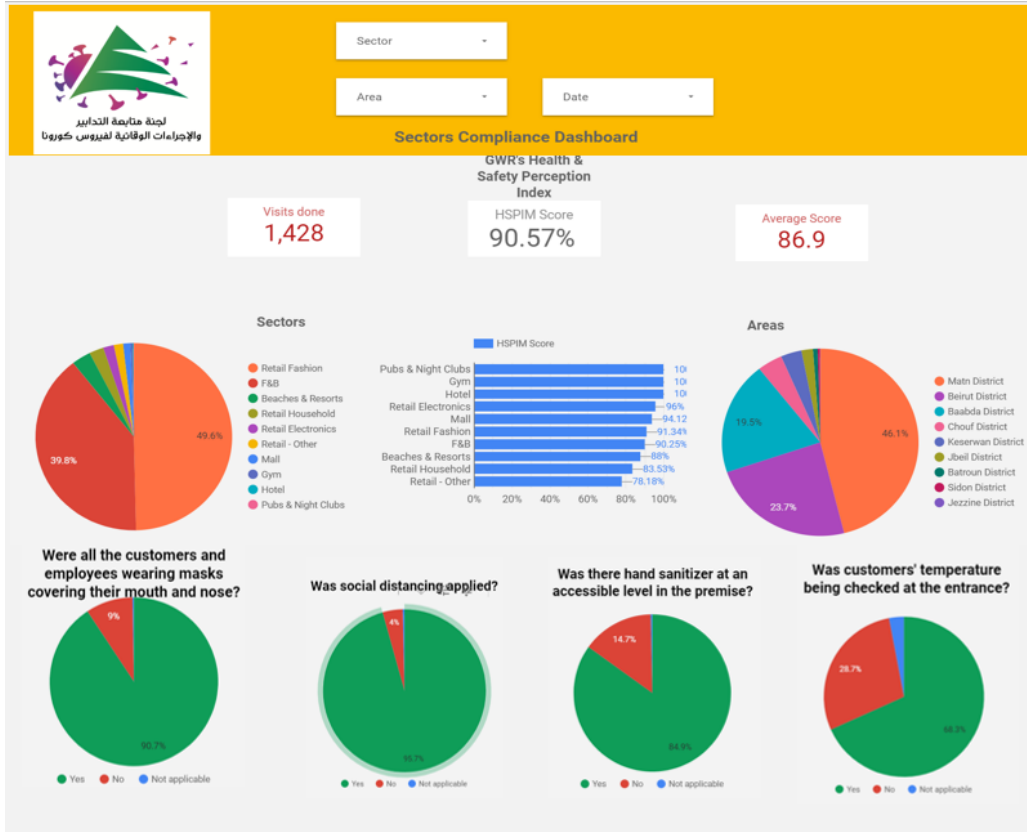 لجنة متابعة التدابير
والإجراءات الوقائية لفيروس كورونا
Sector
Area
Date
Sectors Compliance Dashboard
GWR's Health &
Safety Perception
Index
Visits done
1,428
HSPIM Score
90.57%
Average Score
86.9
Sectors
49.6%
39.8%
Retail Fashion
F&B
Beaches & Resorts
Retail Household
Retail Electronics
Retail - Other
Mall
Gym
Hotel
Pubs & Night Clubs
HSPIM Score
Pubs & Night Clubs
Gym
Hotel
Retail Electronics 96%
Mall 94.12
Retail Fashion 91.34%
F&B 90.25%
Beaches & Resorts 88%
Retail Household 83.53%
Retail - Other 78.18%
0% 20% 40% 60% 80% 100%
Areas
46.1%
19.5%
23.7%
Matn District
Beirut District
Baabda District
Chouf District
Keserwan District
Jbeil District
Batroun District
Sidon District
Jezzine District
Were all the customers and
employees wearing masks
covering their mouth and nose?
9%
90.7%
Yes No Not applicable
Was social distancing applied?
4%
95.7%
Yes No Not applicable
Was there hand sanitizer at an
accessible level in the premise?
14.7%
84.9%
Yes No Not applicable
Was customers' temperature
being checked at the entrance?
28.7%
68.3%
Yes No Not applicable